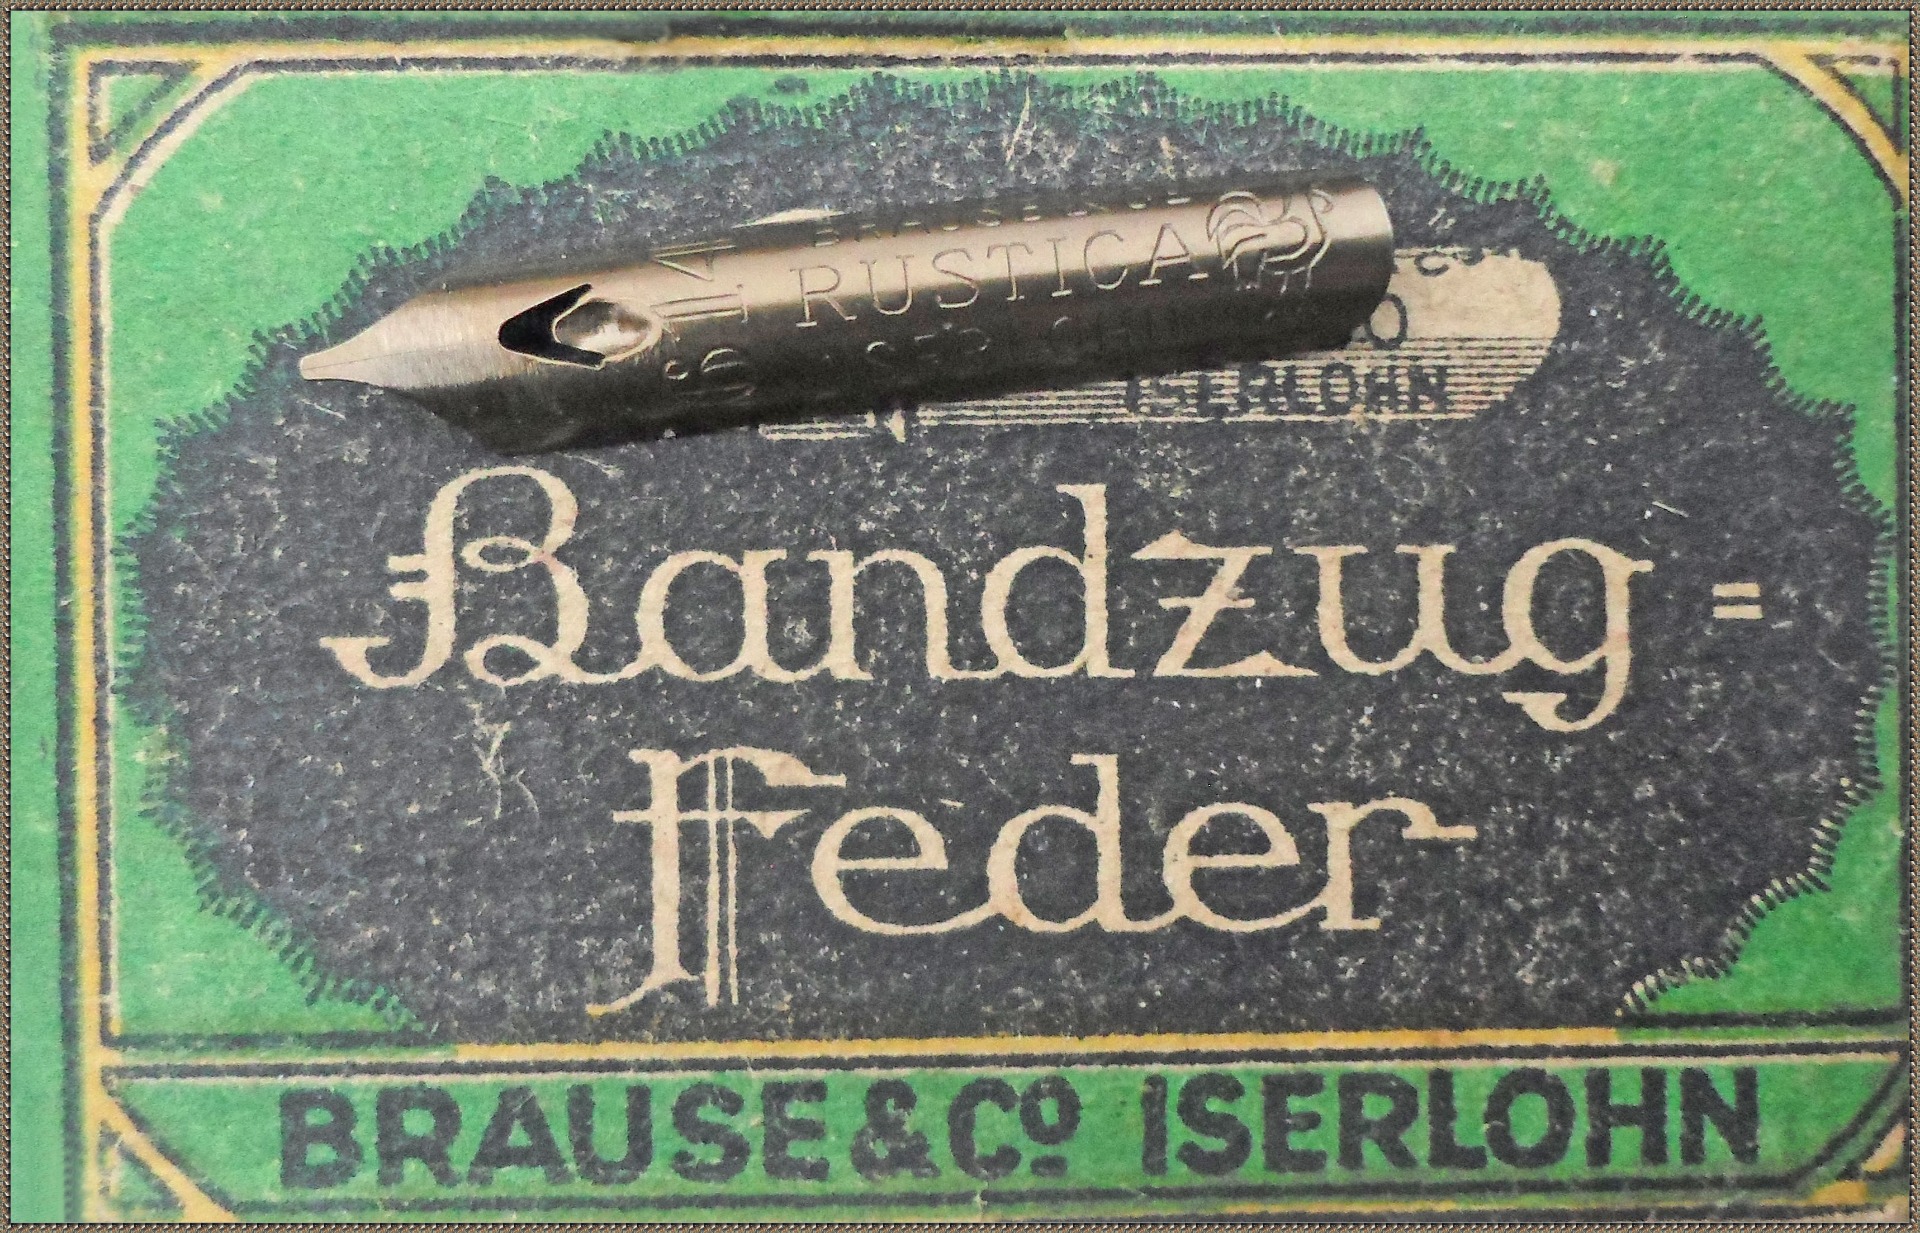 RUSTICA
ISERLOHN
Bandzug=
Feder
BRAUSE & Cº ISERLOHN